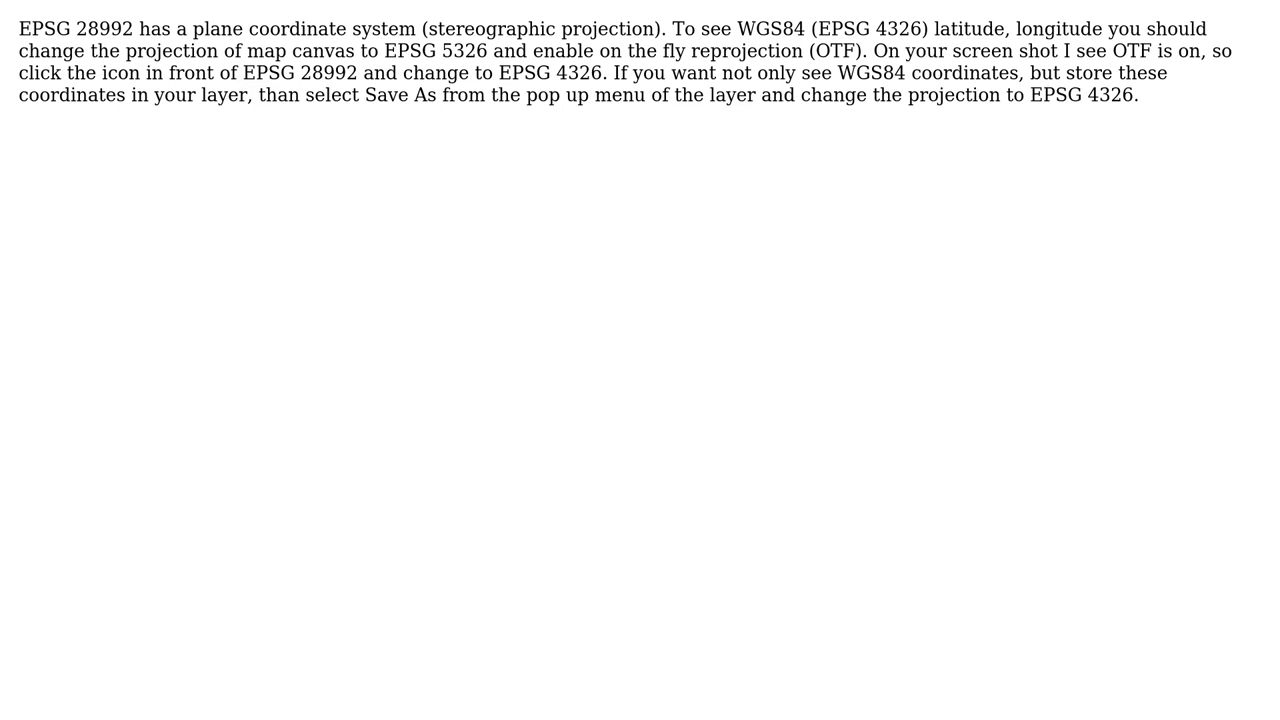 EPSG 28992 has a plane coordinate system (stereographic projection). To see WGS84 (EPSG 4326) latitude, longitude you should
change the projection of map canvas to EPSG 5326 and enable on the fly reprojection (OTF). On your screen shot I see OTF is on, so
click the icon in front of EPSG 28992 and change to EPSG 4326. If you want not only see WGS84 coordinates, but store these
coordinates in your layer, than select Save As from the pop up menu of the layer and change the projection to EPSG 4326.